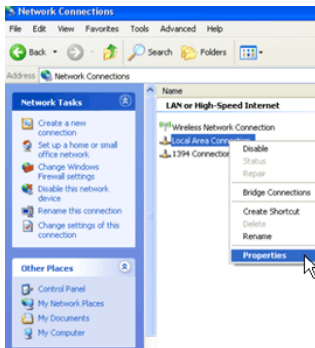 Network Connections
File Edit View Favorites Tools Advanced Help
Back Search Folders
Address Network Connections
Network Tasks
Create a new
connection
Set up a home or small
office network
Change Windows
Firewall settings
Disable this network
device
Rename this connection
Change settings of this
connection
Other Places
Control Panel
My Network Places
My Documents
My Computer
Name
LAN or High-Speed Internet
Wireless Network Connection
Local Area Connection
1394 Connection
Disable
Status
Repair
Bridge Connections
Create Shortcut
Delete
Rename
Properties